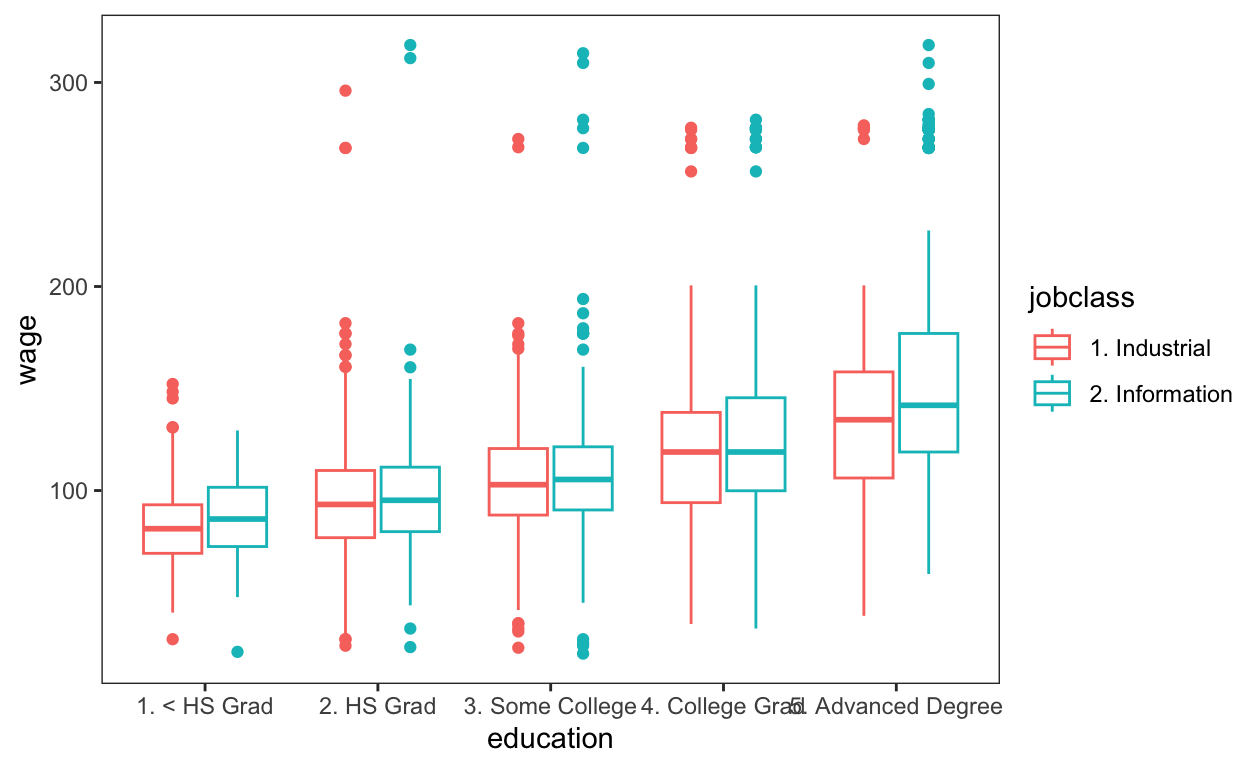 300
200
100
wage
1. < HS Grad
2. HS Grad
3. Some College
4. College Grad
5. Advanced Degree
education
jobclass
1. Industrial
2. Information